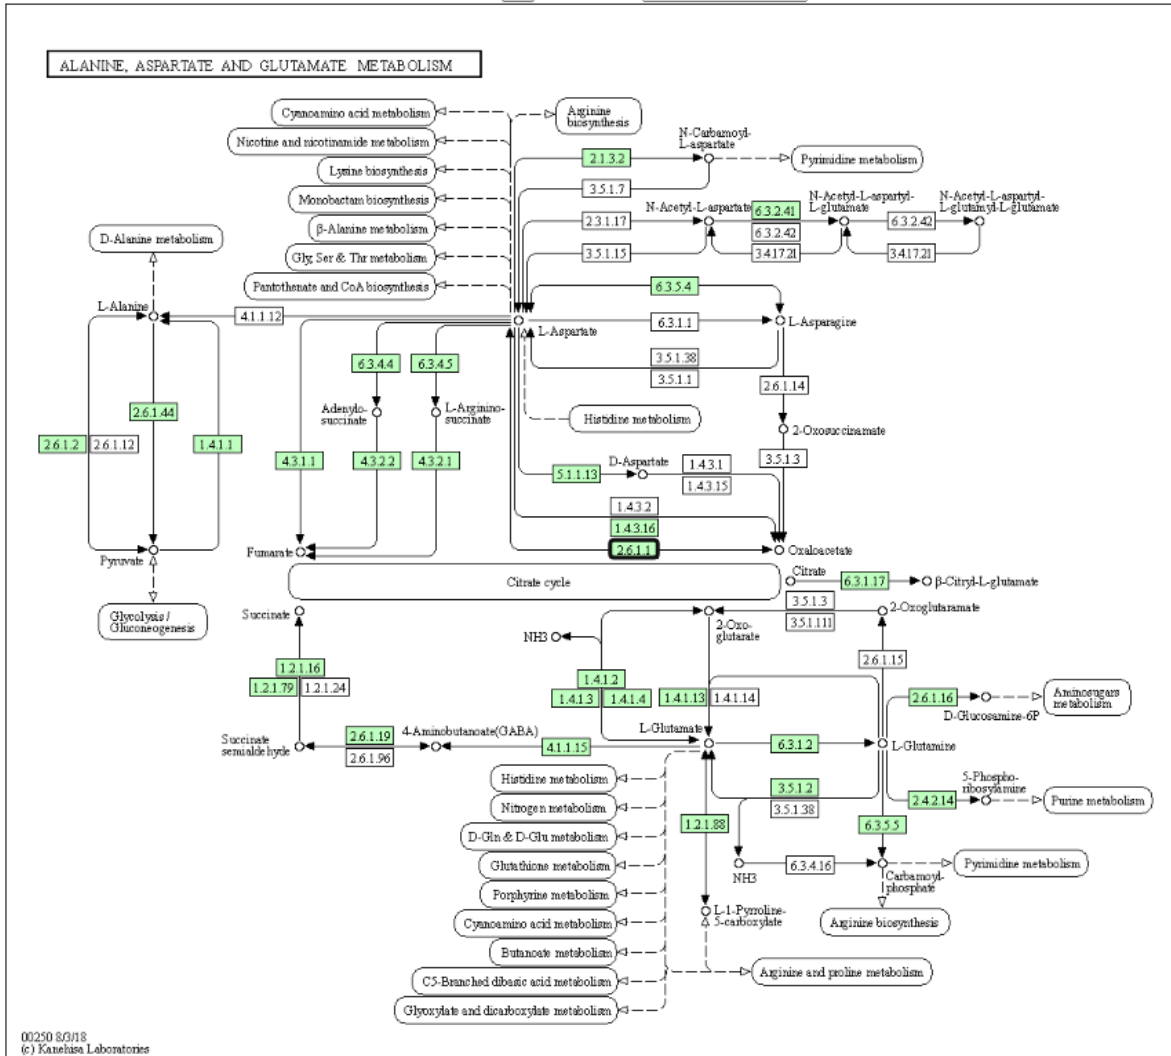 ALANINE, ASPARTATE AND GLUTAMATE METABOLISM
Cyanoamino acid metabolism
Arginine
biosynthesis
Nicotine and nicotinamide metabolism
N-Carbamoyl
L-aspartate
2.1.3.2
Pyrimidine metabolism
Lysine biosynthesis
3.5.1.7
Monobactam biosynthesis
N-Acetyl-L-aspartate
N-Acetyl-L-aspartyl
L-glutamate
N-Acetyl-L-aspartyl-
L-glutamyl-L-glutamate
6.3.2.41
2.3.1.17
6.3.2.42
6.3.2.42
β-Alanine metabolism
D-Alanine metabolism
3.5.1.15
3.4.17.21
3.4.17.21
Gly, Ser & Thr metabolism
Pantothenate and CoA biosynthesis
6.3.5.4
L-Alanine
4.1.1.12
L-Aspartate
6.3.1.1
L-Asparagine
3.5.1.38
3.5.1.1
6.3.4.4
6.3.4.5
2.6.1.14
Adenylo-
succinate
L-Arginino-
succinate
2.6.1.44
Histidine metabolism
2-Oxosuccinamate
2.6.1.2
2.6.1.12
1.4.1.1
4.3.1.1
4.3.2.2
4.3.2.1
D-Aspartate
1.4.3.1
3.5.1.3
5.1.1.13
1.4.3.15
1.4.3.2
1.4.3.16
Pyruvate
Fumarate
2.6.1.1
Oxaloacetate
Citrate cycle
Citrate
6.3.1.17
β-Citryl-L-glutamate
Glycolysis /
Gluconeogenesis
Succinate
NH3
2-Oxo-
glutarate
3.5.1.3
3.5.1.111
2-Oxoglutaramate
1.2.1.16
1.2.1.79
1.2.1.24
1.4.1.2
1.4.1.3
1.4.1.4
1.4.1.13
1.4.1.14
2.6.1.15
2.6.1.16
Aminosugars
metabolism
D-Glucosamine-6P
Succinate
semialdehyde
2.6.1.19
2.6.1.96
4-Aminobutanoate(GABA)
4.1.1.15
L-Glutamate
6.3.1.2
L-Glutamine
Histidine metabolism
3.5.1.2
3.5.1.38
5-Phospho-
ribosylamine
2.4.2.14
Purine metabolism
Nitrogen metabolism
1.2.1.88
6.3.5.5
D-Gln & D-Glu metabolism
Glutathione metabolism
NH3
6.3.4.16
Carbamoyl-
phosphate
Pyrimidine metabolism
Porphyrine metabolism
L-1-Pyrroline-
5-carboxylate
Arginine biosynthesis
Cyanoamino acid metabolism
Butanoate metabolism
Arginine and proline metabolism
C5-Branched dibasic acid metabolism
Glyoxylate and dicarboxylate metabolism
00250 8/3/18
(c) Kanehisa Laboratories